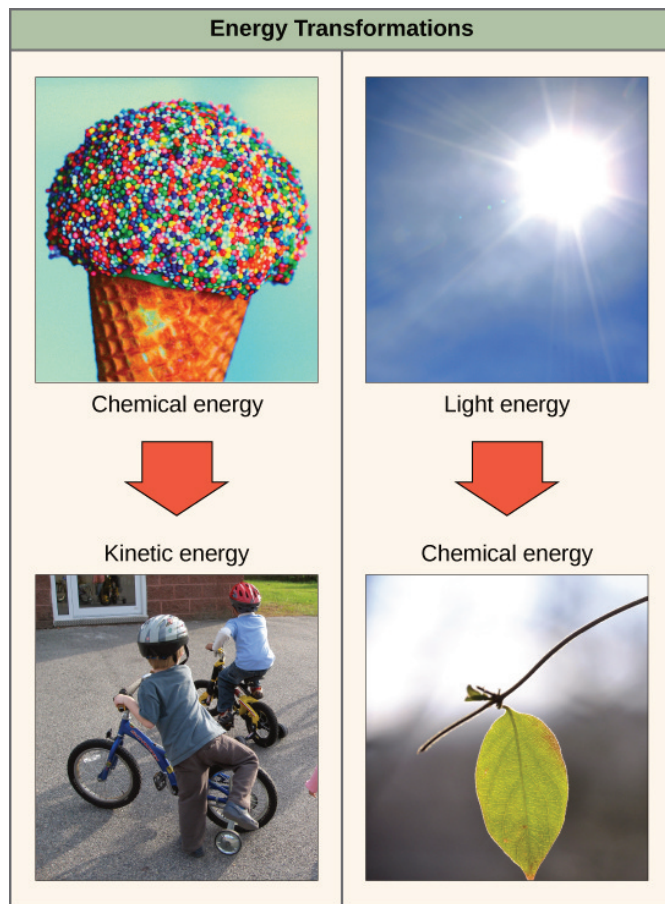 Energy Transformations
Chemical energy
Kinetic energy
Light energy
Chemical energy